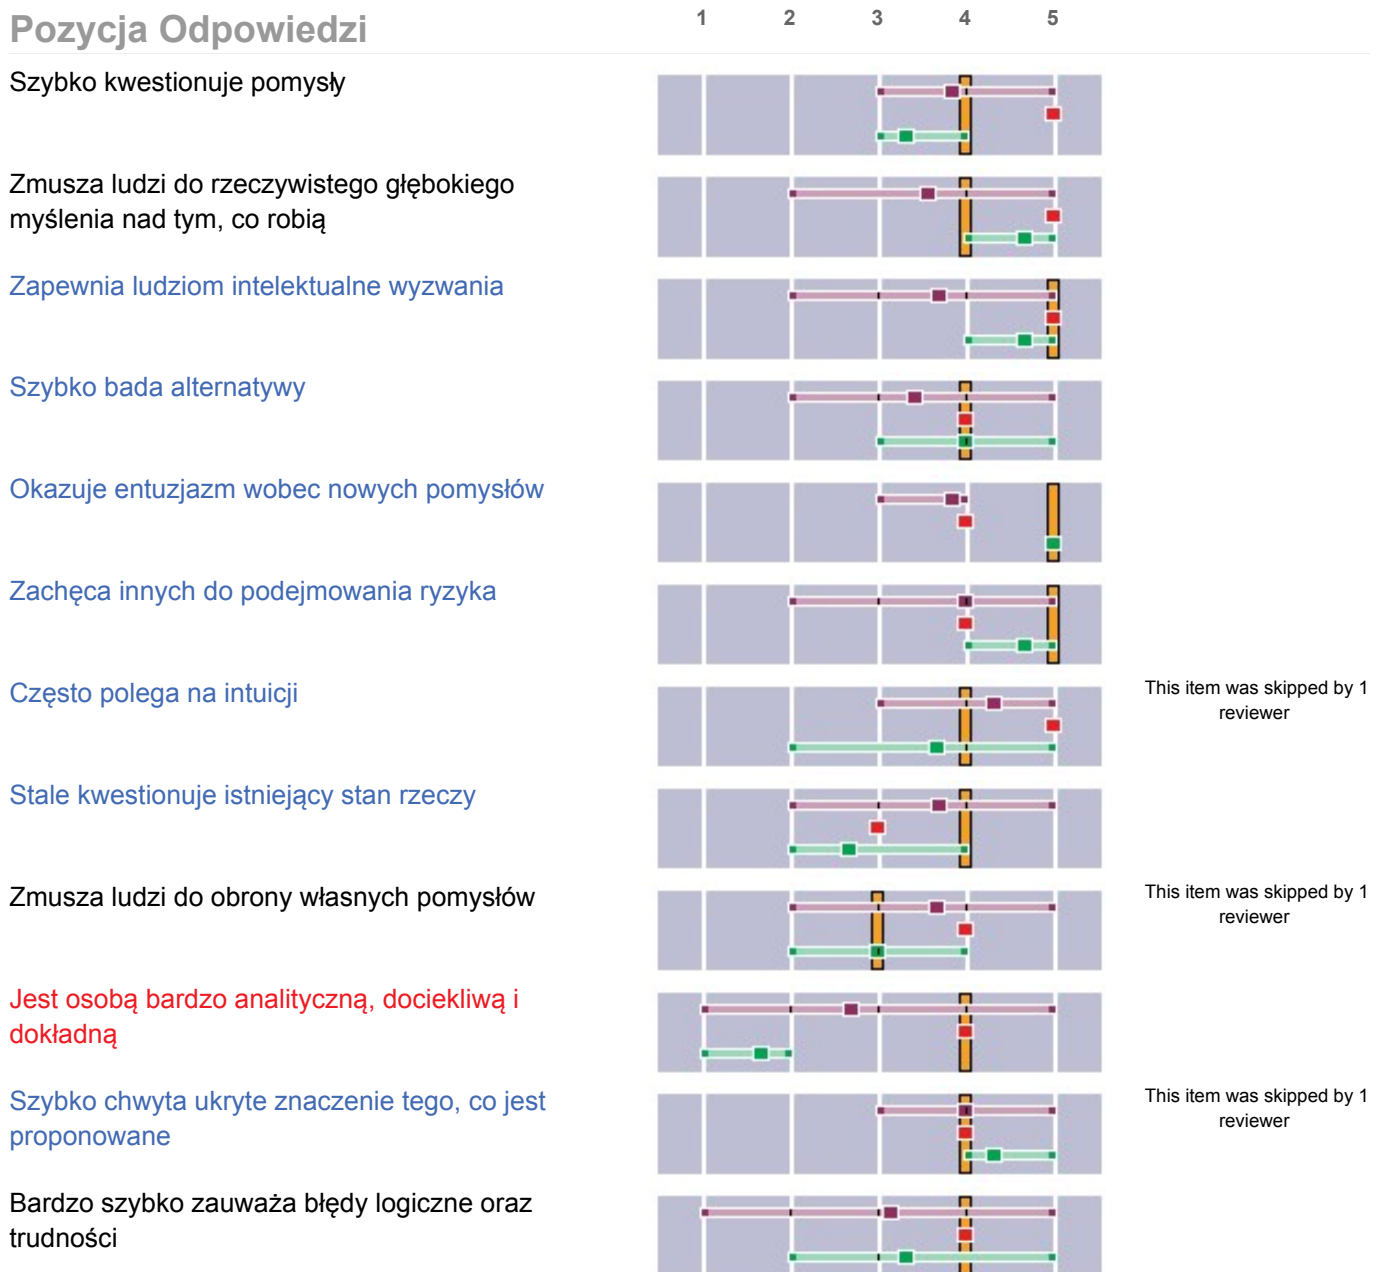 Pozycja Odpowiedzi 1 2 3 4 5
Szybko kwestionuje pomysły
Zmusza ludzi do rzeczywistego głębokiego
myślenia nad tym, co robią
Zapewnia ludziom intelektualne wyzwania
Szybko bada alternatywy
Okazuje entuzjazm wobec nowych pomysłów
Zachęca innych do podejmowania ryzyka
Często polega na intuicji
This item was skipped by 1
reviewer
Stale kwestionuje istniejący stan rzeczy
Zmusza ludzi do obrony własnych pomysłów
This item was skipped by 1
reviewer
Jest osobą bardzo analityczną, dociekliwą i
dokładną
Szybko chwyta ukryte znaczenie tego, co jest
proponowane
This item was skipped by 1
reviewer
Bardzo szybko zauważa błędy logiczne oraz
trudności